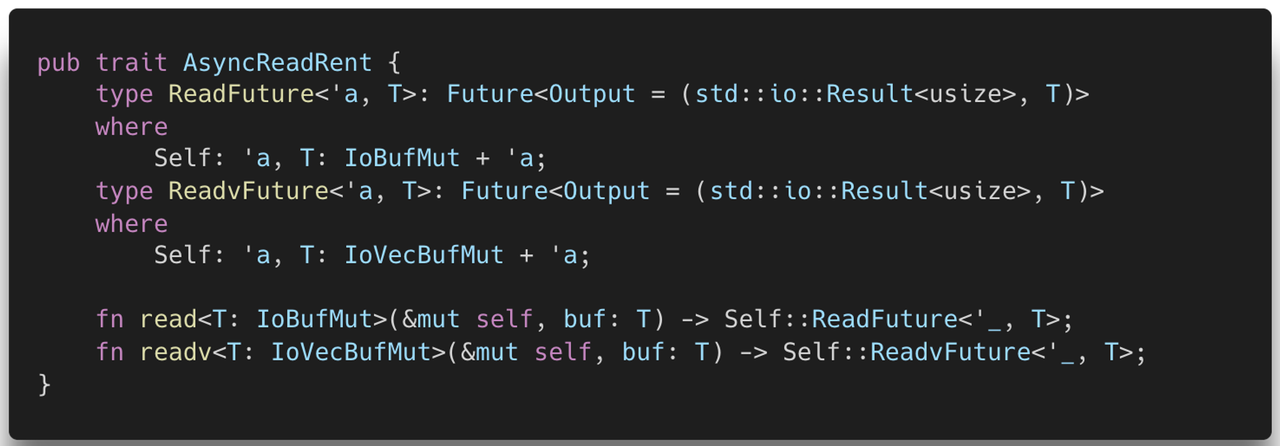 pub trait AsyncReadRent {
    type ReadFuture<'a, T>: Future<Output = (std::io::Result<usize>, T)>
    where
        Self: 'a, T: IoBufMut + 'a;
    type ReadvFuture<'a, T>: Future<Output = (std::io::Result<usize>, T)>
    where
        Self: 'a, T: IoVecBufMut + 'a;

    fn read<T: IoBufMut>(&mut self, buf: T) -> Self::ReadFuture<'_, T>;
    fn readv<T: IoVecBufMut>(&mut self, buf: T) -> Self::ReadvFuture<'_, T>;
}